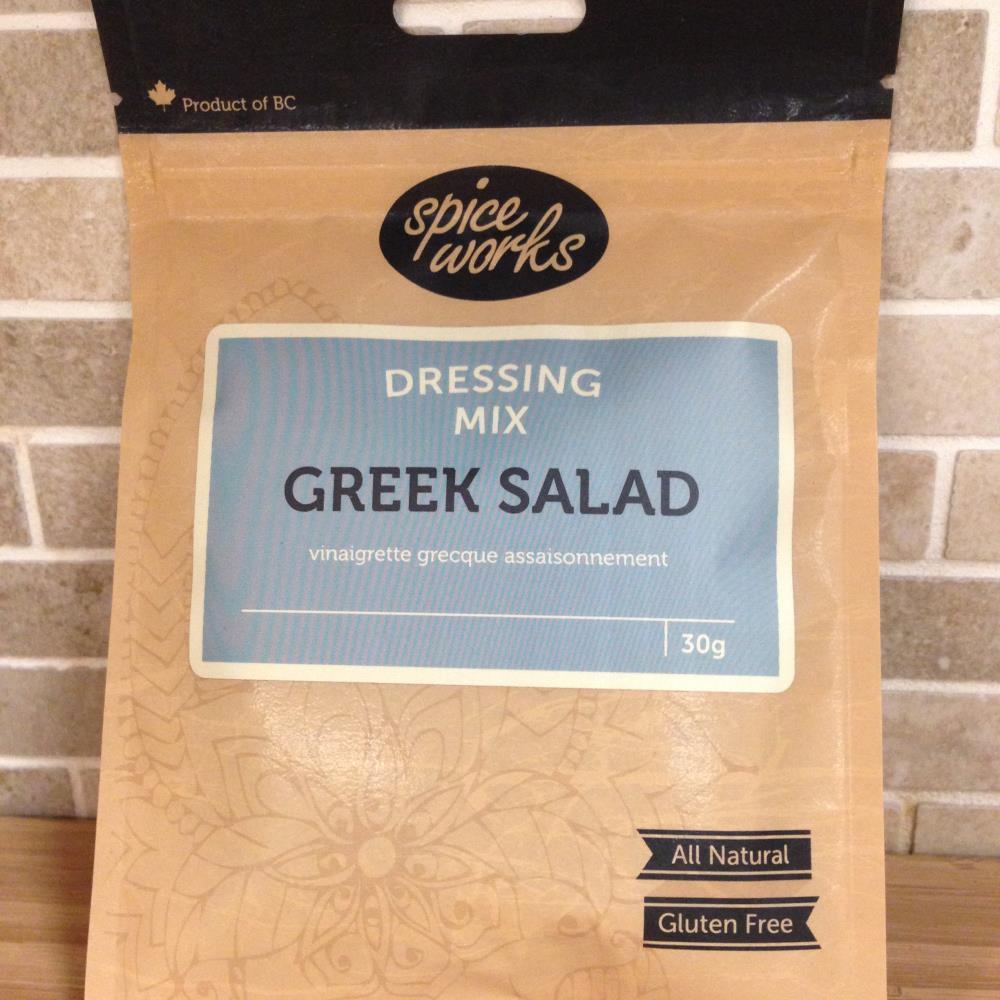 Product of BC
spice
works
DRESSING
MIX
GREEK SALAD
vinaigrette grecque assaisonnement
30g
All Natural
Gluten Free